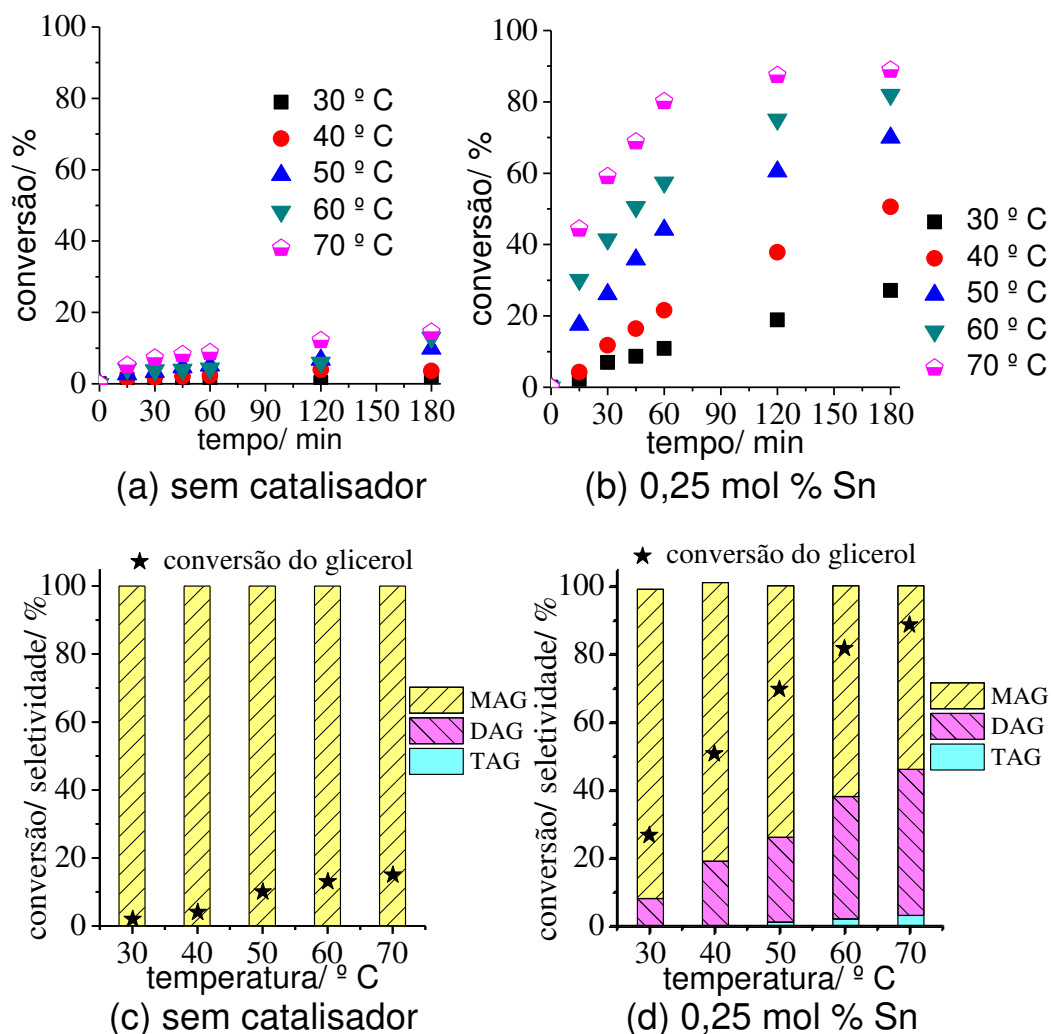 100
80
60
40
20
0
conversão/ %
30 º C
40 º C
50 º C
60 º C
70 º C
0 30 60 90 120 150 180
tempo/ min
(a) sem catalisador
100
80
60
40
20
0
conversão/ %
30 º C
40 º C
50 º C
60 º C
70 º C
0 30 60 90 120 150 180
tempo/ min
(b) 0,25 mol % Sn
conversão do glicerol
100
80
60
40
20
0
conversão/ seletividade/ %
MAG
DAG
TAG
30 40 50 60 70
temperatura/ º C
(c) sem catalisador
conversão do glicerol
100
80
60
40
20
0
conversão/ seletividade/ %
MAG
DAG
TAG
30 40 50 60 70
temperatura/ º C
(d) 0,25 mol % Sn